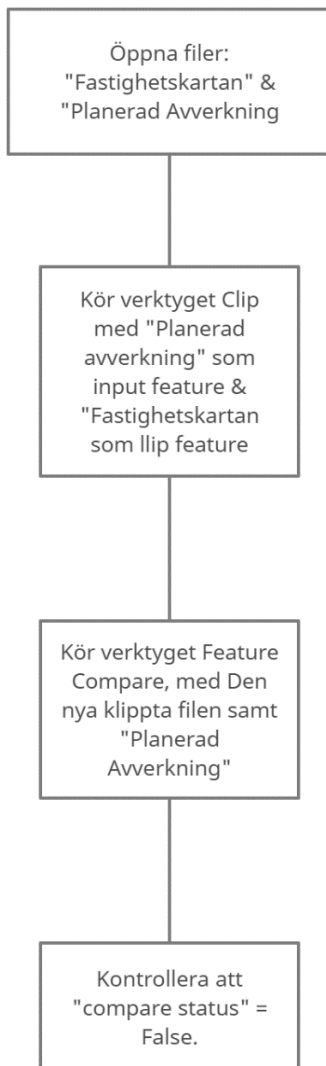 Öppna filer:
"Fastighetskartan" &
"Planerad Avverkning
Kör verktyget Clip
med "Planerad
avverkning" som
input feature &
"Fastighetskartan
som llip feature
Kör verktyget Feature
Compare, med Den
nya klippta filen samt
"Planerad
Avverkning"
Kontrollera att
"compare status" =
False.